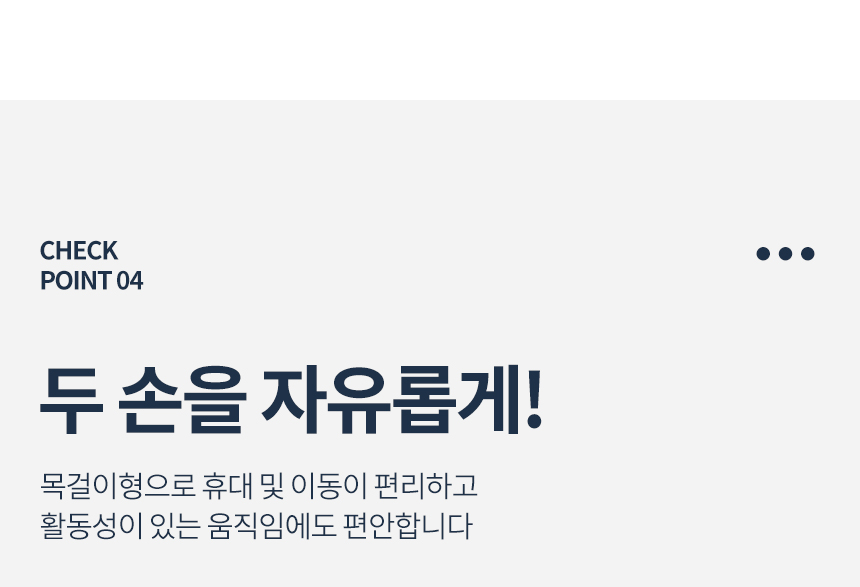 CHECK
POINT 04
두 손을 자유롭게!
목걸이형으로 휴대 및 이동이 편리하고
활동성이 있는 움직임에도 편안합니다